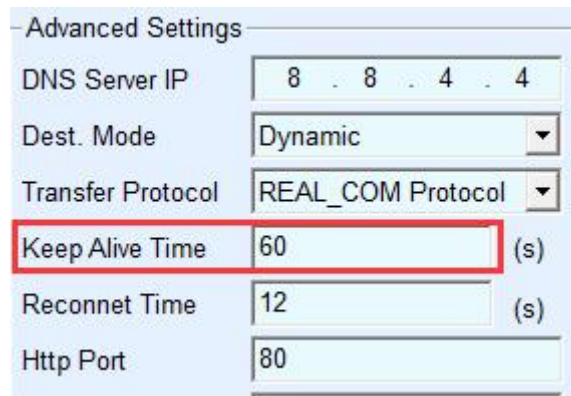 Advanced Settings
DNS Server IP 8 . 8 . 4 . 4
Dest. Mode Dynamic
Transfer Protocol REAL_COM Protocol
Keep Alive Time 60 (s)
Reconnet Time 12 (s)
Http Port 80